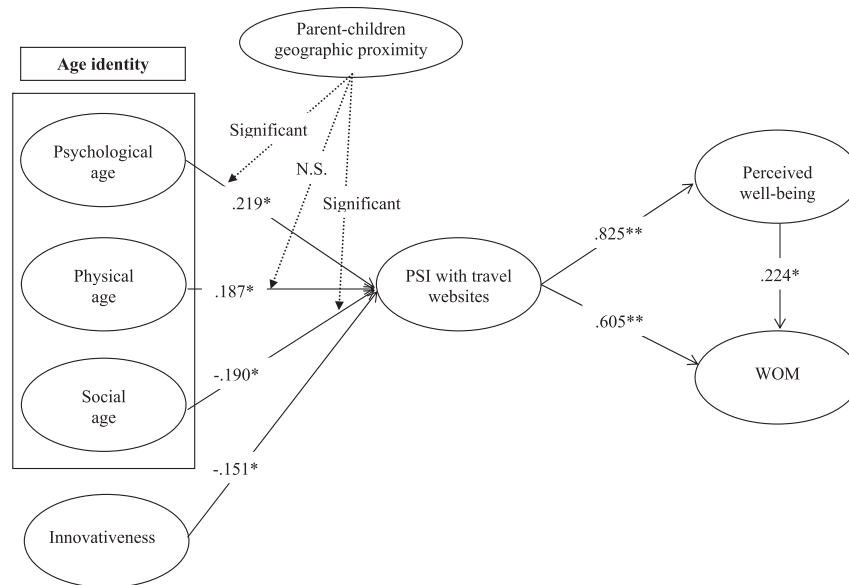 Parent-children
geographic proximity
Age identity
Psychological
age
Significant
N.S.
Significant
.219*
Perceived
well-being
.825**
Physical
age
.187*
PSI with travel
websites
.224*
.605**
Social
age
-.190*
WOM
-.151*
Innovativeness